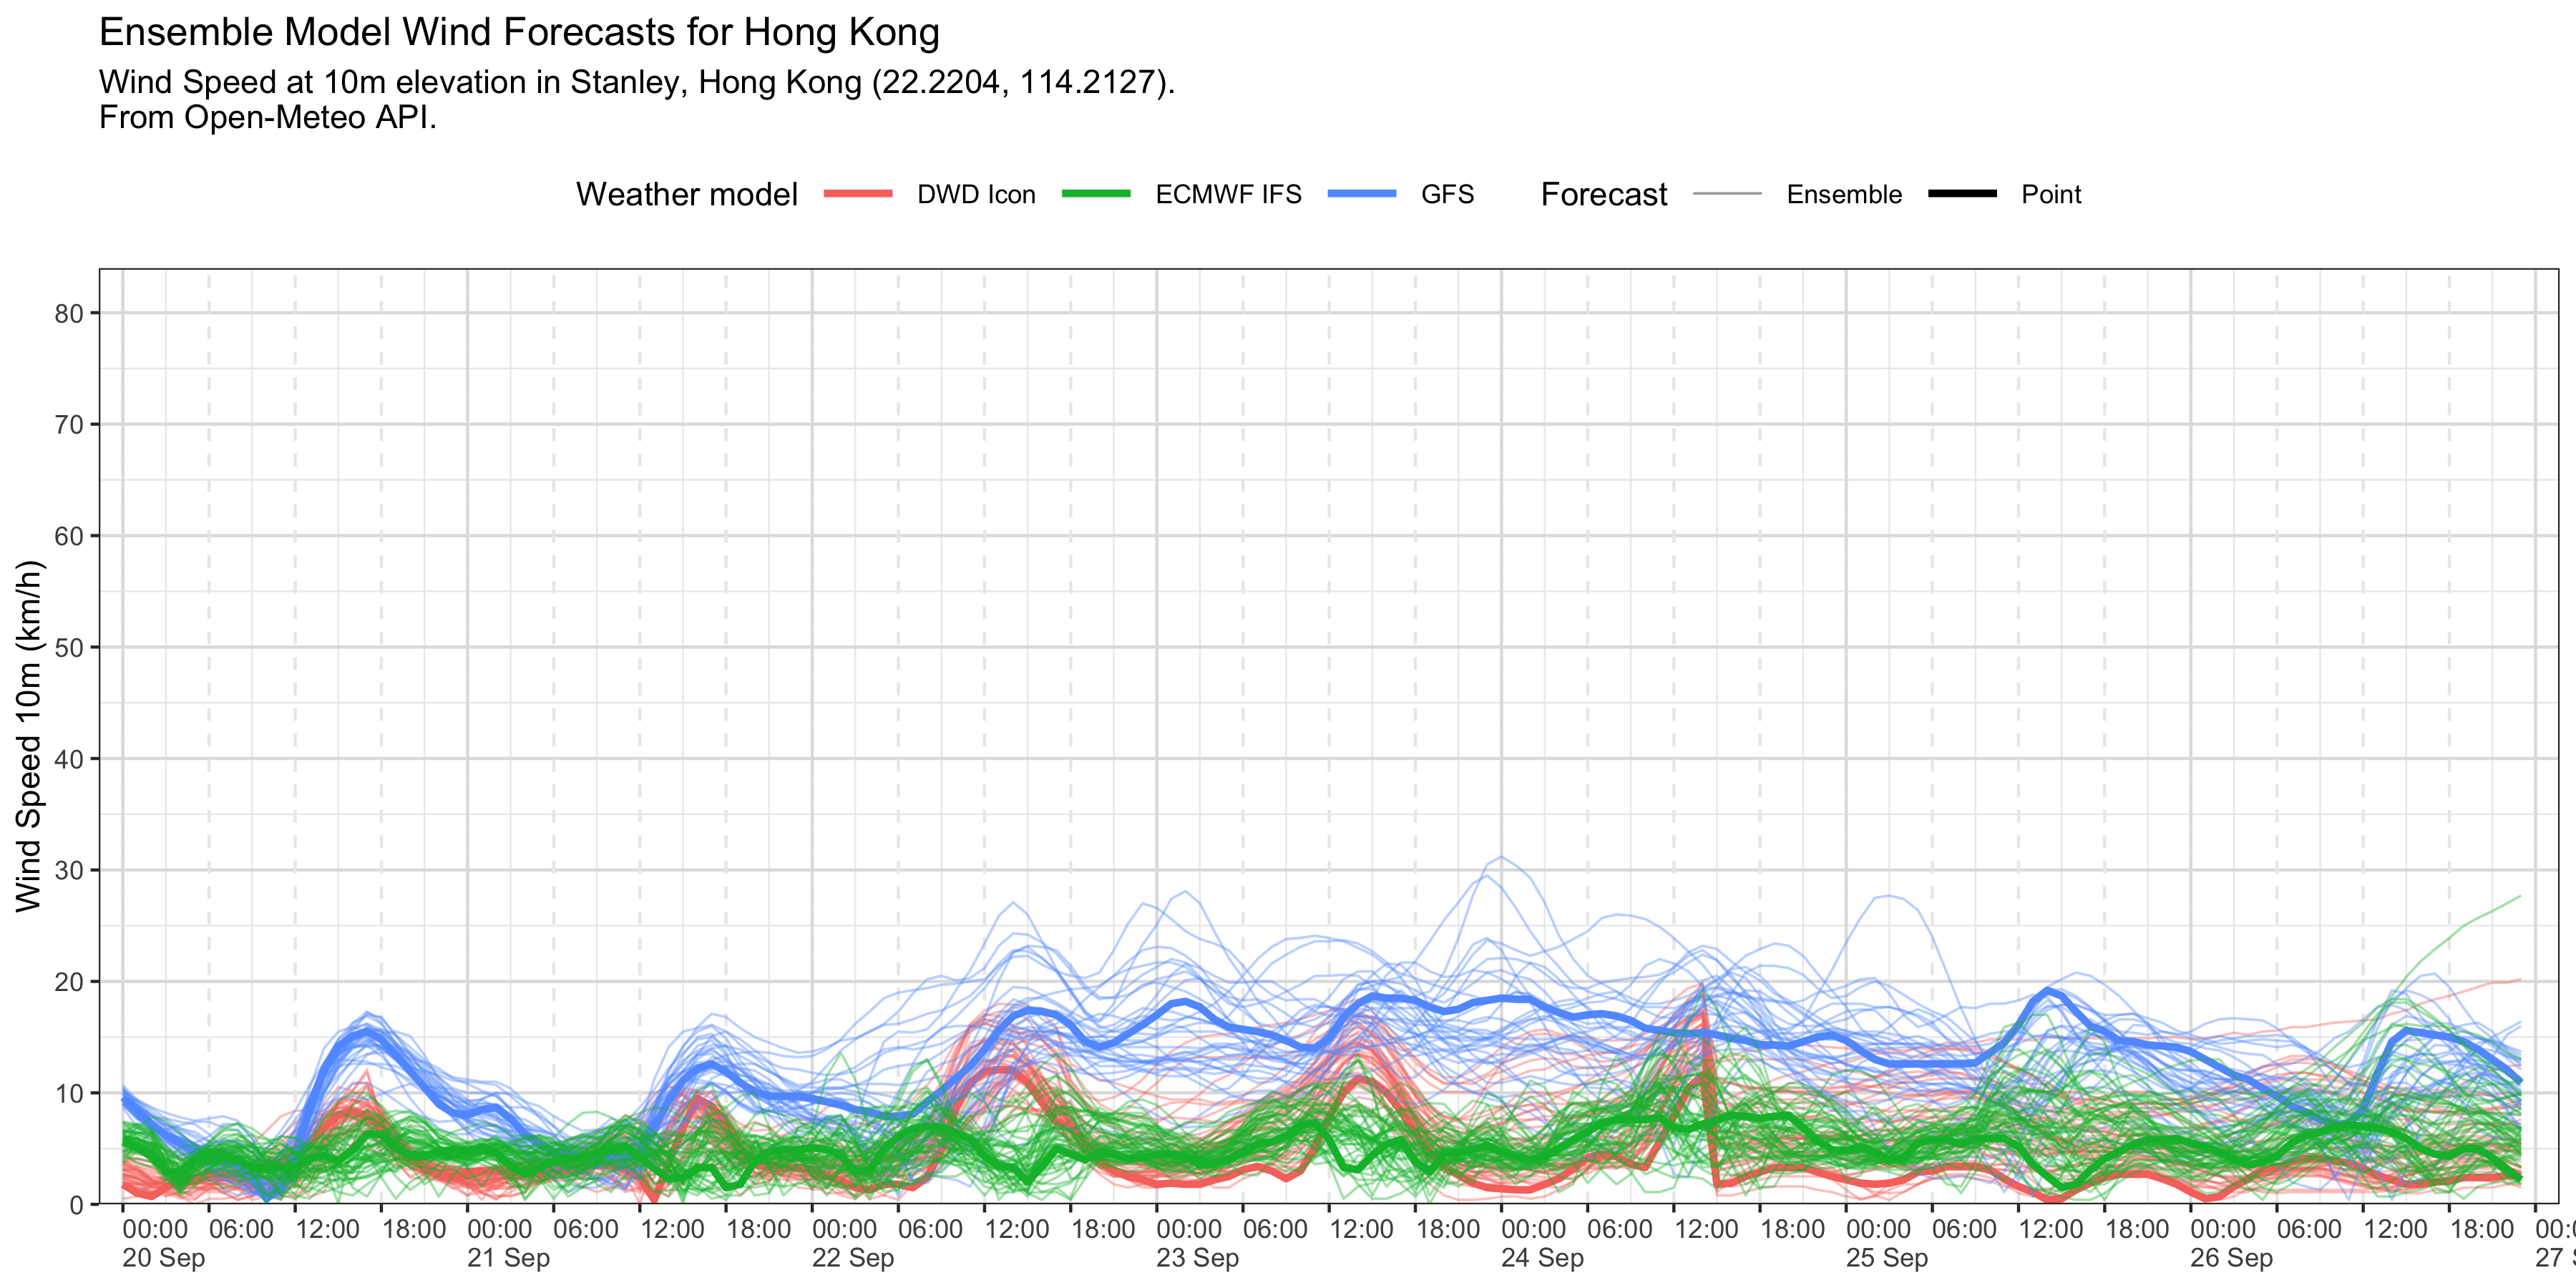 Ensemble Model Wind Forecasts for Hong Kong
Wind Speed at 10m elevation in Stanley, Hong Kong (22.2204, 114.2127).
From Open-Meteo API.
Weather model DWD Icon ECMWF IFS GFS Forecast Ensemble Point
Wind Speed 10m (km/h)
80
70
60
50
40
30
20
10
0
00:00 06:00 12:00 18:00 00:00 06:00 12:00 18:00 00:00 06:00 12:00 18:00 00:00 06:00 12:00 18:00 00:00 06:00 12:00 18:00 00:00 06:00 12:00 18:00 00:00 06:00 12:00 18:00
20 Sep 21 Sep 22 Sep 23 Sep 24 Sep 25 Sep 26 Sep 27